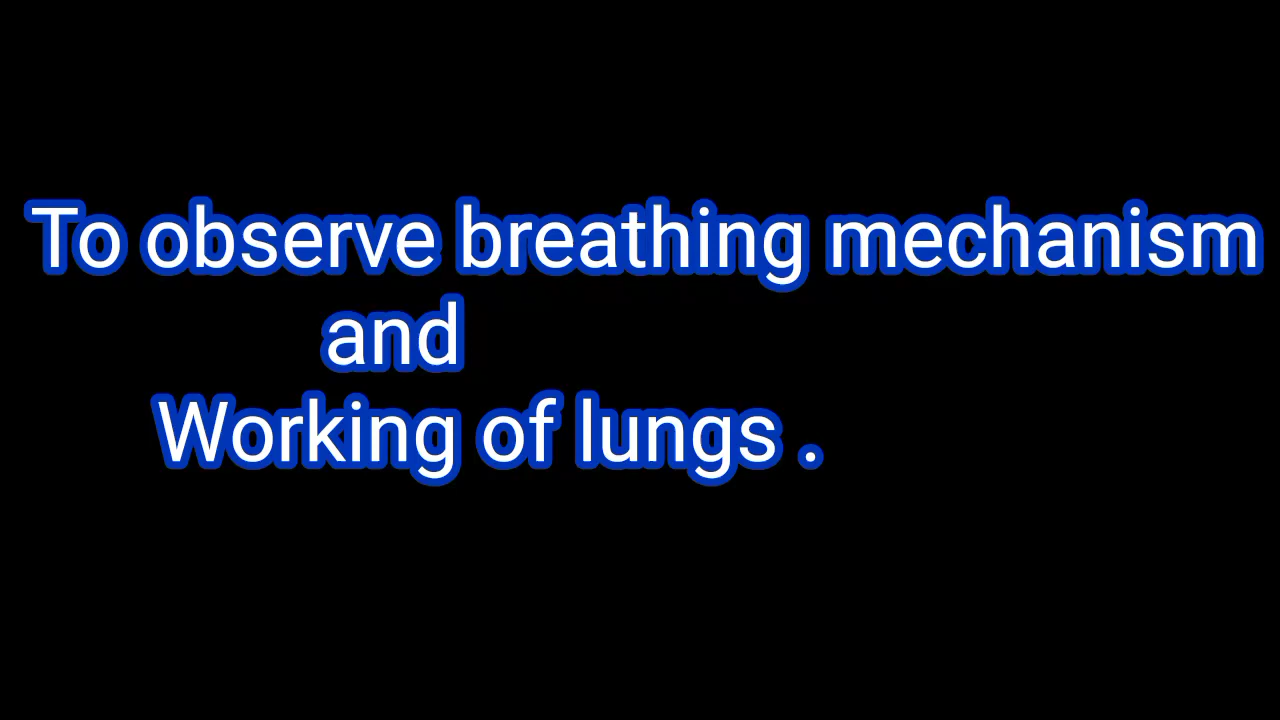 To observe breathing mechanism
and
Working of lungs .